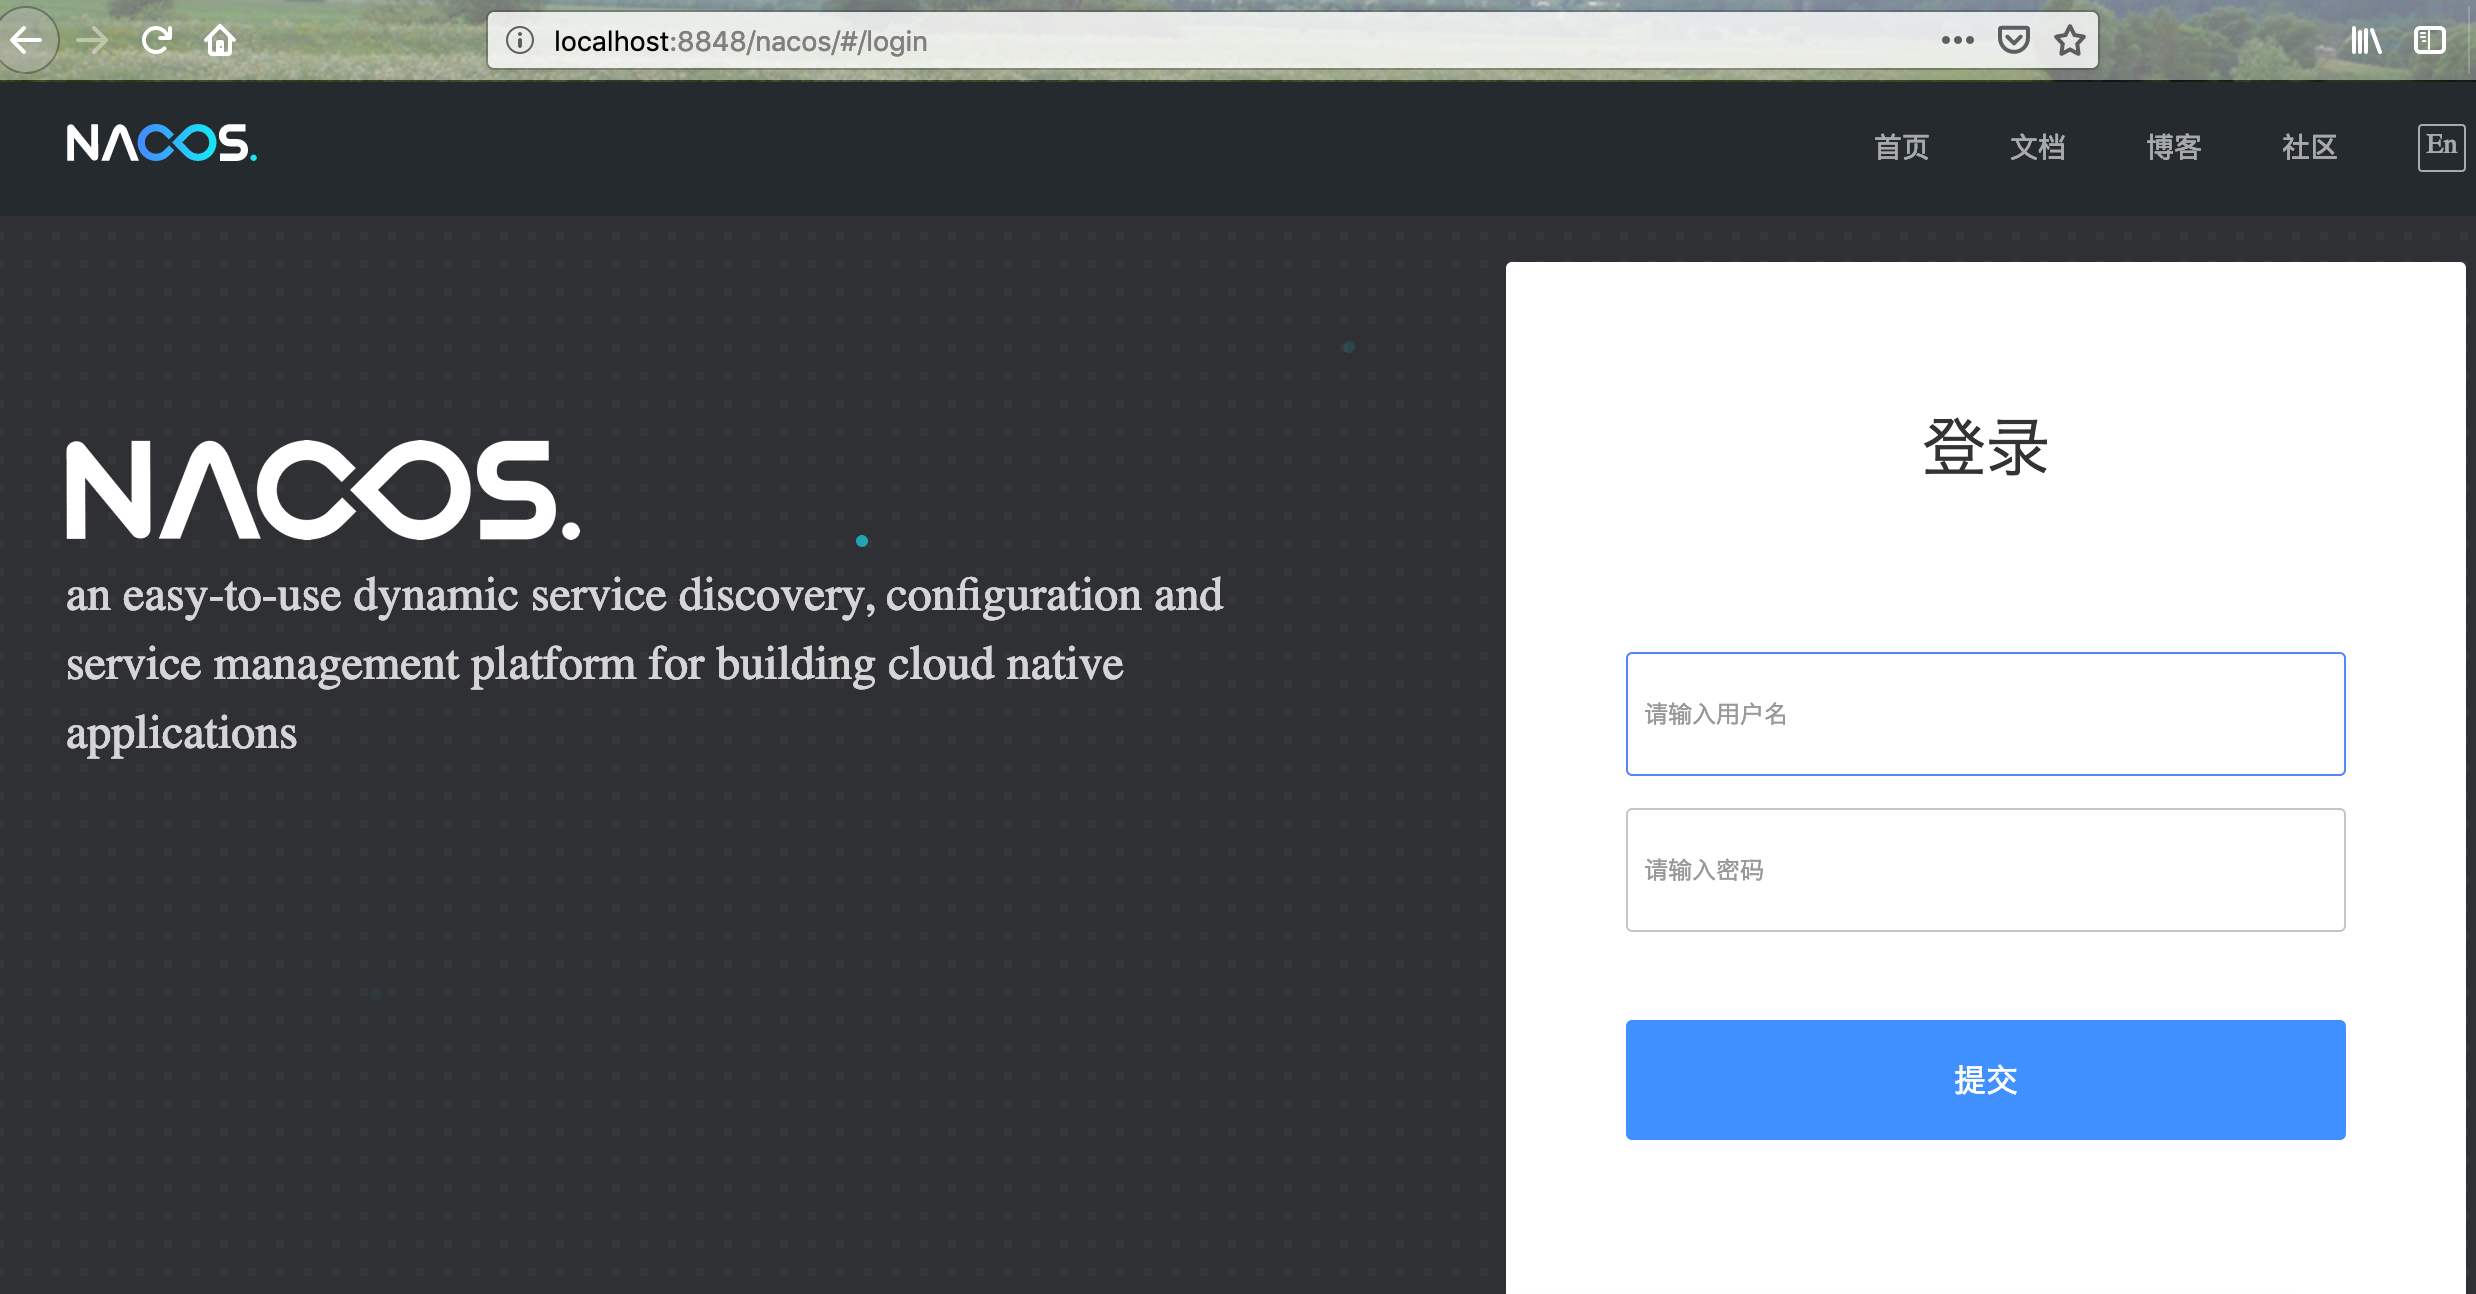 localhost:8848/nacos/#/login
NACOS.
首页
文档
博客
社区
En
NACOS.
an easy-to-use dynamic service discovery, configuration and
service management platform for building cloud native
applications
登录
请输入用户名
请输入密码
提交